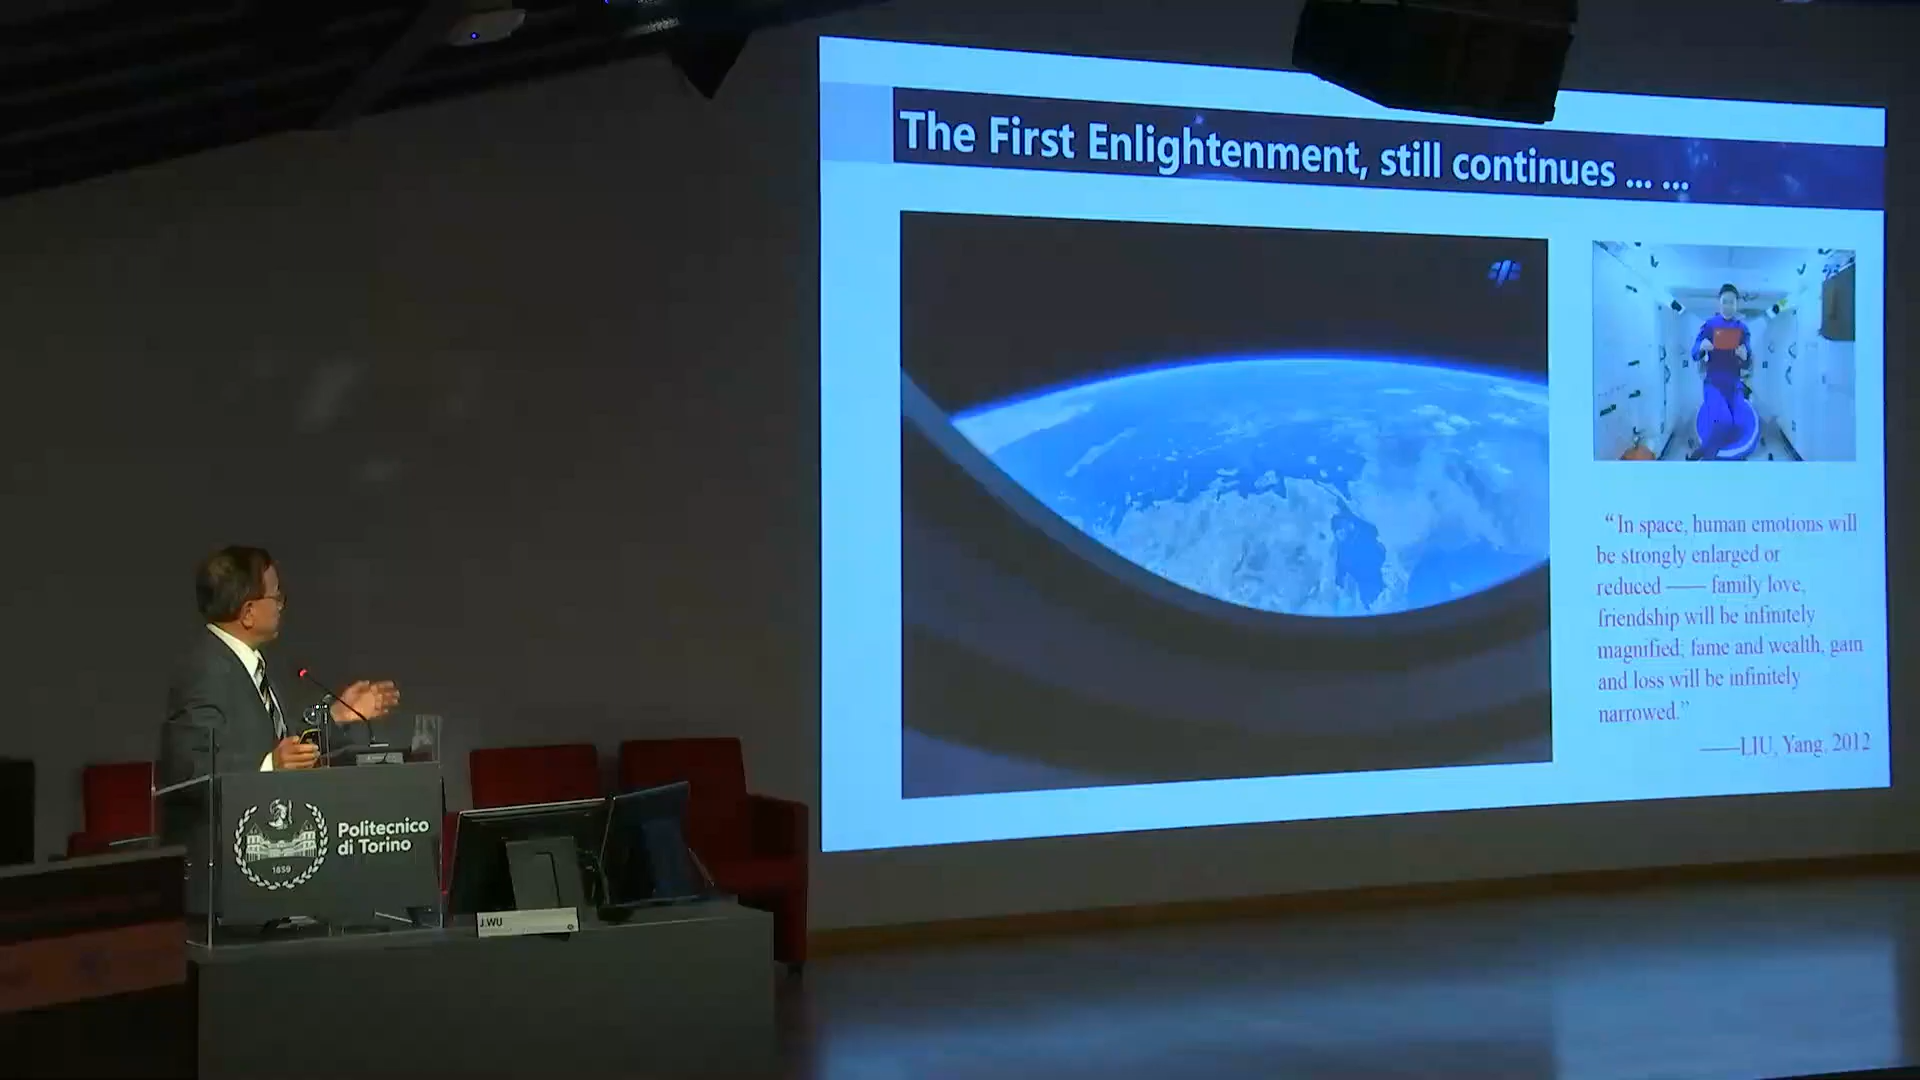 The First Enlightenment, still continues ... ...
“In space, human emotions will
be strongly enlarged or
reduced —— family love,
friendship will be infinitely
magnified; fame and wealth, gain
and loss will be infinitely
narrowed.”
——LIU, Yang, 2012
Politecnico
di Torino
1859
J.WU